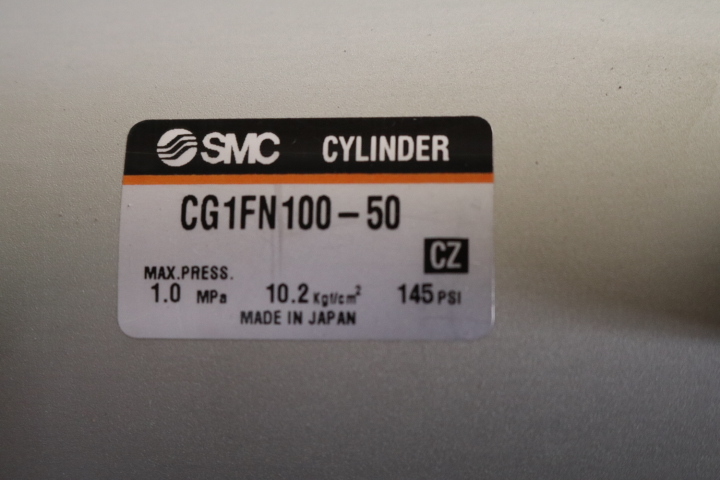 SMC CYLINDER
CG1FN100-50
CZ
MAX.PRESS.
1.0 MPa 10.2 Kgf/cm² 145 PSI
MADE IN JAPAN